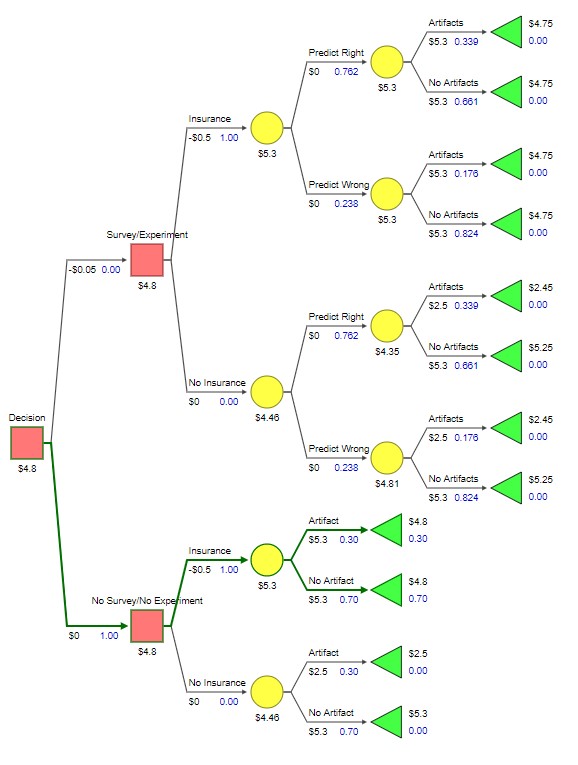 Artifacts $4.75
$5.3 0.339 0.00
Predict Right
$0 0.762
$5.3
No Artifacts $4.75
$5.3 0.661 0.00
Insurance
-$0.5 1.00
$5.3
Artifacts $4.75
$5.3 0.176 0.00
Predict Wrong
$0 0.238
$5.3
No Artifacts $4.75
$5.3 0.824 0.00
Survey/Experiment
-$0.05 0.00
$4.8
Artifacts $2.45
$2.5 0.339 0.00
Predict Right
$0 0.762
$4.35
No Artifacts $5.25
$5.3 0.661 0.00
No Insurance
$0 0.00
$4.46
Artifacts $2.45
$2.5 0.176 0.00
Predict Wrong
$0 0.238
$4.81
No Artifacts $5.25
$5.3 0.824 0.00
Decision
$4.8
Artifact $4.8
$5.3 0.30 0.30
Insurance
-$0.5 1.00
$5.3
No Artifact $4.8
$5.3 0.70 0.70
No Survey/No Experiment
$0 1.00
$4.8
Artifact $2.5
$2.5 0.30 0.00
No Insurance
$0 0.00
$4.46
No Artifact $5.3
$5.3 0.70 0.00